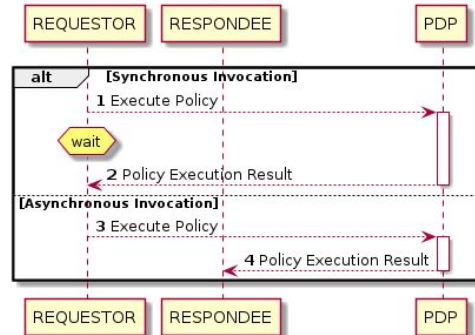 REQUESTOR RESPONDEE PDP
alt [Synchronous Invocation]
1 Execute Policy
wait
2 Policy Execution Result
[Asynchronous Invocation]
3 Execute Policy
4 Policy Execution Result
REQUESTOR RESPONDEE PDP